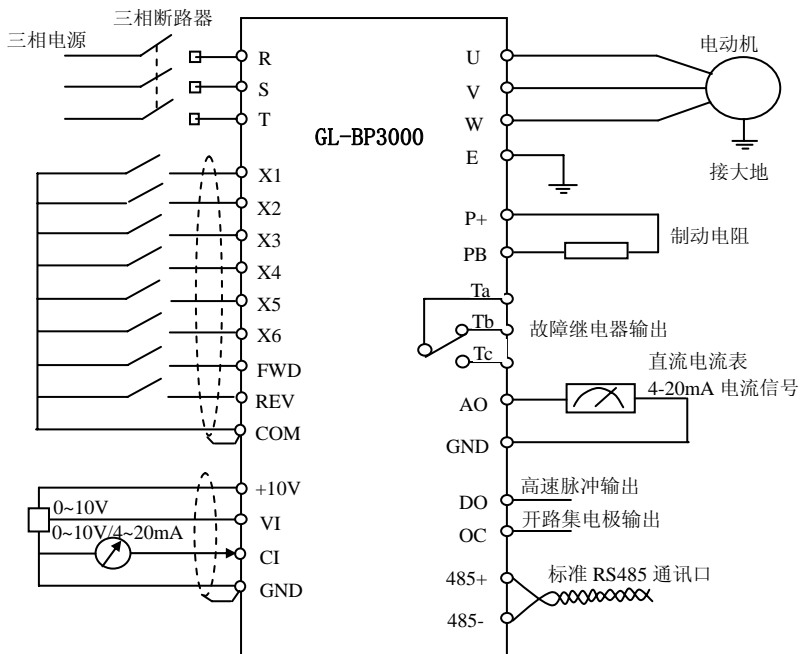 三相断路器
三相电源
R
S
T
GL-BP3000
X1
X2
X3
X4
X5
X6
FWD
REV
COM
+10V
0~10V
VI
0~10V/4~20mA
CI
GND
U
V
W
E
电动机
接大地
P+
PB
制动电阻
Ta
Tb
Tc
故障继电器输出
直流电流表
4-20mA 电流信号
AO
GND
DO
高速脉冲输出
OC
开路集电极输出
485+
485-
标准 RS485 通讯口